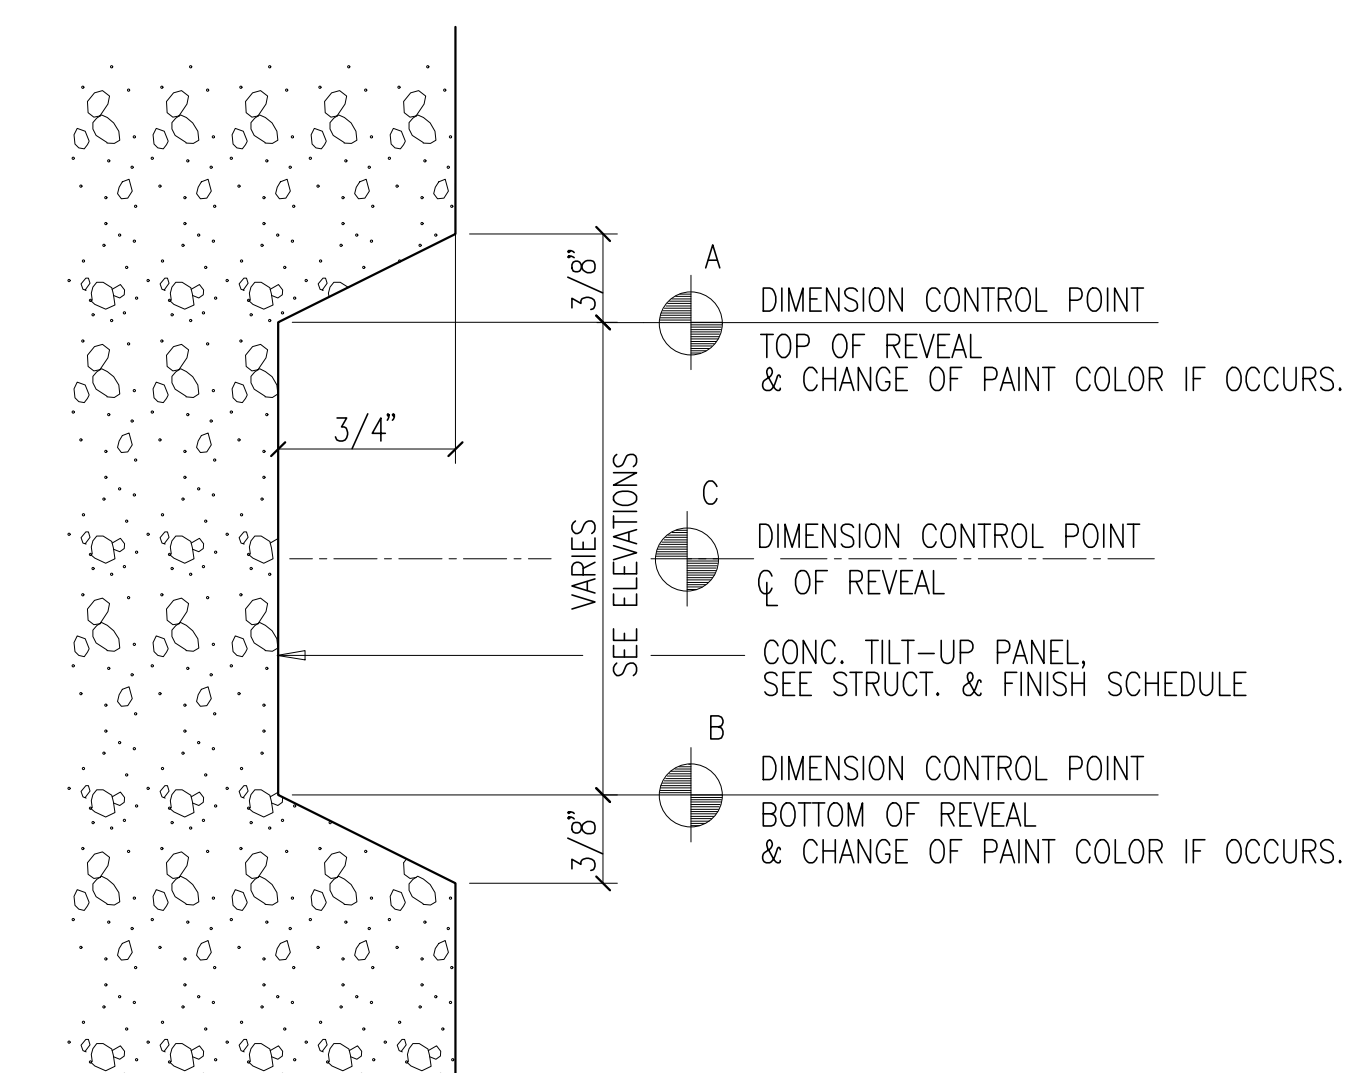 A
3/8"
DIMENSION CONTROL POINT
TOP OF REVEAL
& CHANGE OF PAINT COLOR IF OCCURS.
3/4"
VARIES
SEE ELEVATIONS
C
DIMENSION CONTROL POINT
℄ OF REVEAL
CONC. TILT-UP PANEL,
SEE STRUCT. & FINISH SCHEDULE
B
DIMENSION CONTROL POINT
3/8"
BOTTOM OF REVEAL
& CHANGE OF PAINT COLOR IF OCCURS.